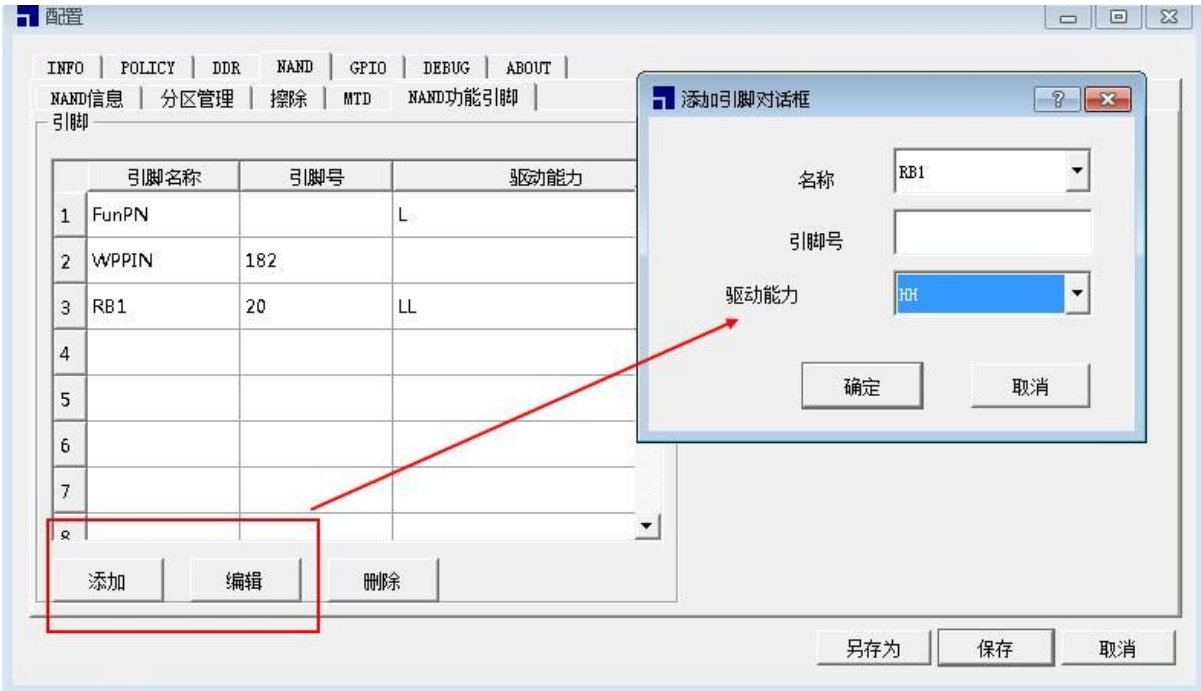 配置
INFO POLICY DDR NAND GPIO DEBUG ABOUT
NAND信息 分区管理 擦除 MTD NAND功能引脚
引脚
引脚名称 引脚号 驱动能力
1 FunPN L
2 WPPIN 182
3 RB1 20 LL
4
5
6
7
8
添加 编辑 删除
添加引脚对话框
名称 RB1
引脚号
驱动能力 HH
确定 取消
另存为 保存 取消